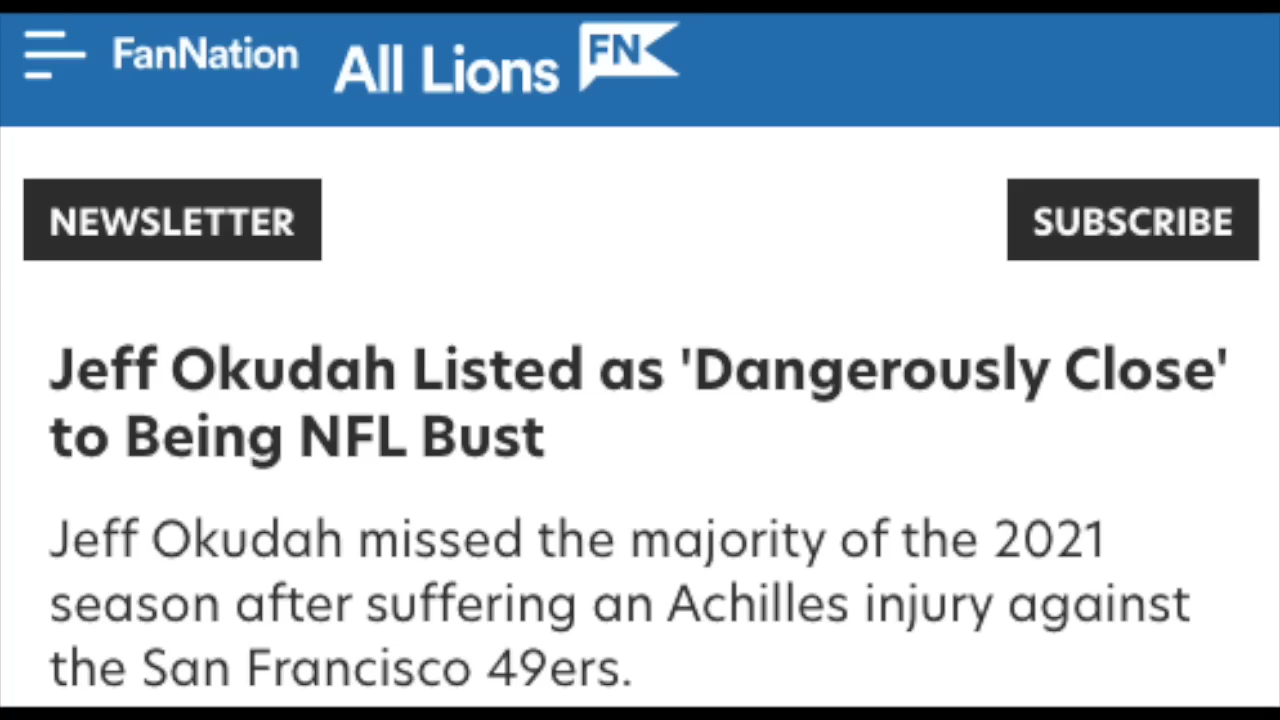 FanNation All Lions FN
NEWSLETTER SUBSCRIBE
Jeff Okudah Listed as 'Dangerously Close'
to Being NFL Bust
Jeff Okudah missed the majority of the 2021
season after suffering an Achilles injury against
the San Francisco 49ers.